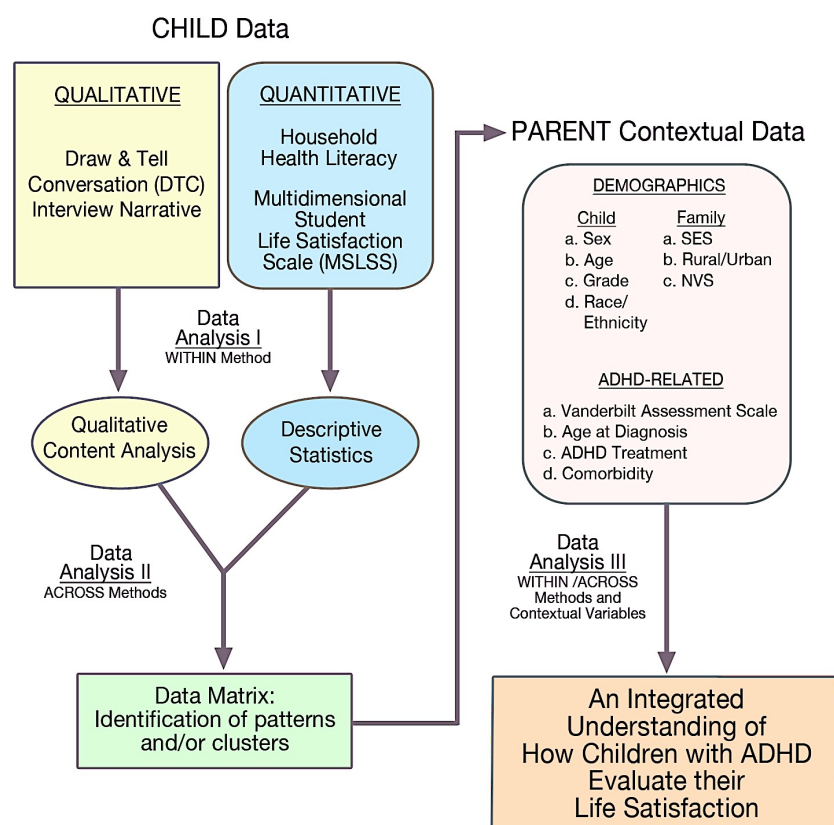 CHILD Data
QUALITATIVE
Draw & Tell
Conversation (DTC)
Interview Narrative
QUANTITATIVE
Household
Health Literacy
Multidimensional
Student
Life Satisfaction
Scale (MSLSS)
Data
Analysis I
WITHIN Method
Qualitative
Content Analysis
Descriptive
Statistics
Data
Analysis II
ACROSS Methods
Data Matrix:
Identification of patterns
and/or clusters
PARENT Contextual Data
DEMOGRAPHICS
Child
a. Sex
b. Age
c. Grade
d. Race/
Ethnicity
Family
a. SES
b. Rural/Urban
c. NVS
ADHD-RELATED
a. Vanderbilt Assessment Scale
b. Age at Diagnosis
c. ADHD Treatment
d. Comorbidity
Data
Analysis III
WITHIN /ACROSS
Methods and
Contextual Variables
An Integrated
Understanding of
How Children with ADHD
Evaluate their
Life Satisfaction